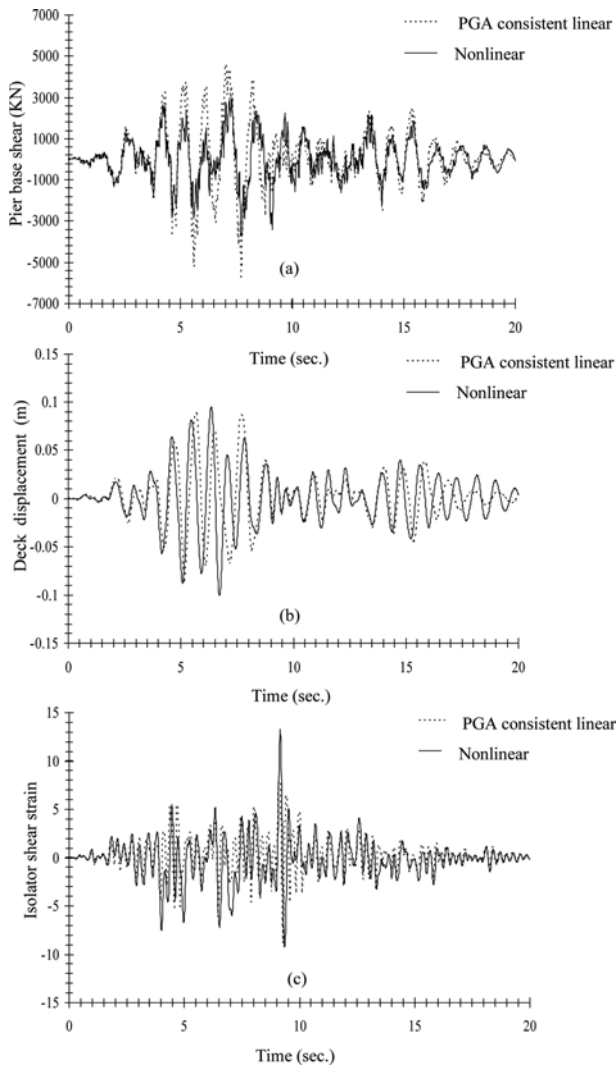 PGA consistent linear
Nonlinear
Pier base shear (KN)
7000
5000
3000
1000
-1000
-3000
-5000
-7000
(a)
0 5 10 15 20
Time (sec.)
PGA consistent linear
Nonlinear
Deck displacement (m)
0.15
0.1
0.05
0
-0.05
-0.1
-0.15
(b)
0 5 10 15 20
Time (sec.)
PGA consistent linear
Nonlinear
Isolator shear strain
15
10
5
0
-5
-10
-15
(c)
0 5 10 15 20
Time (sec.)